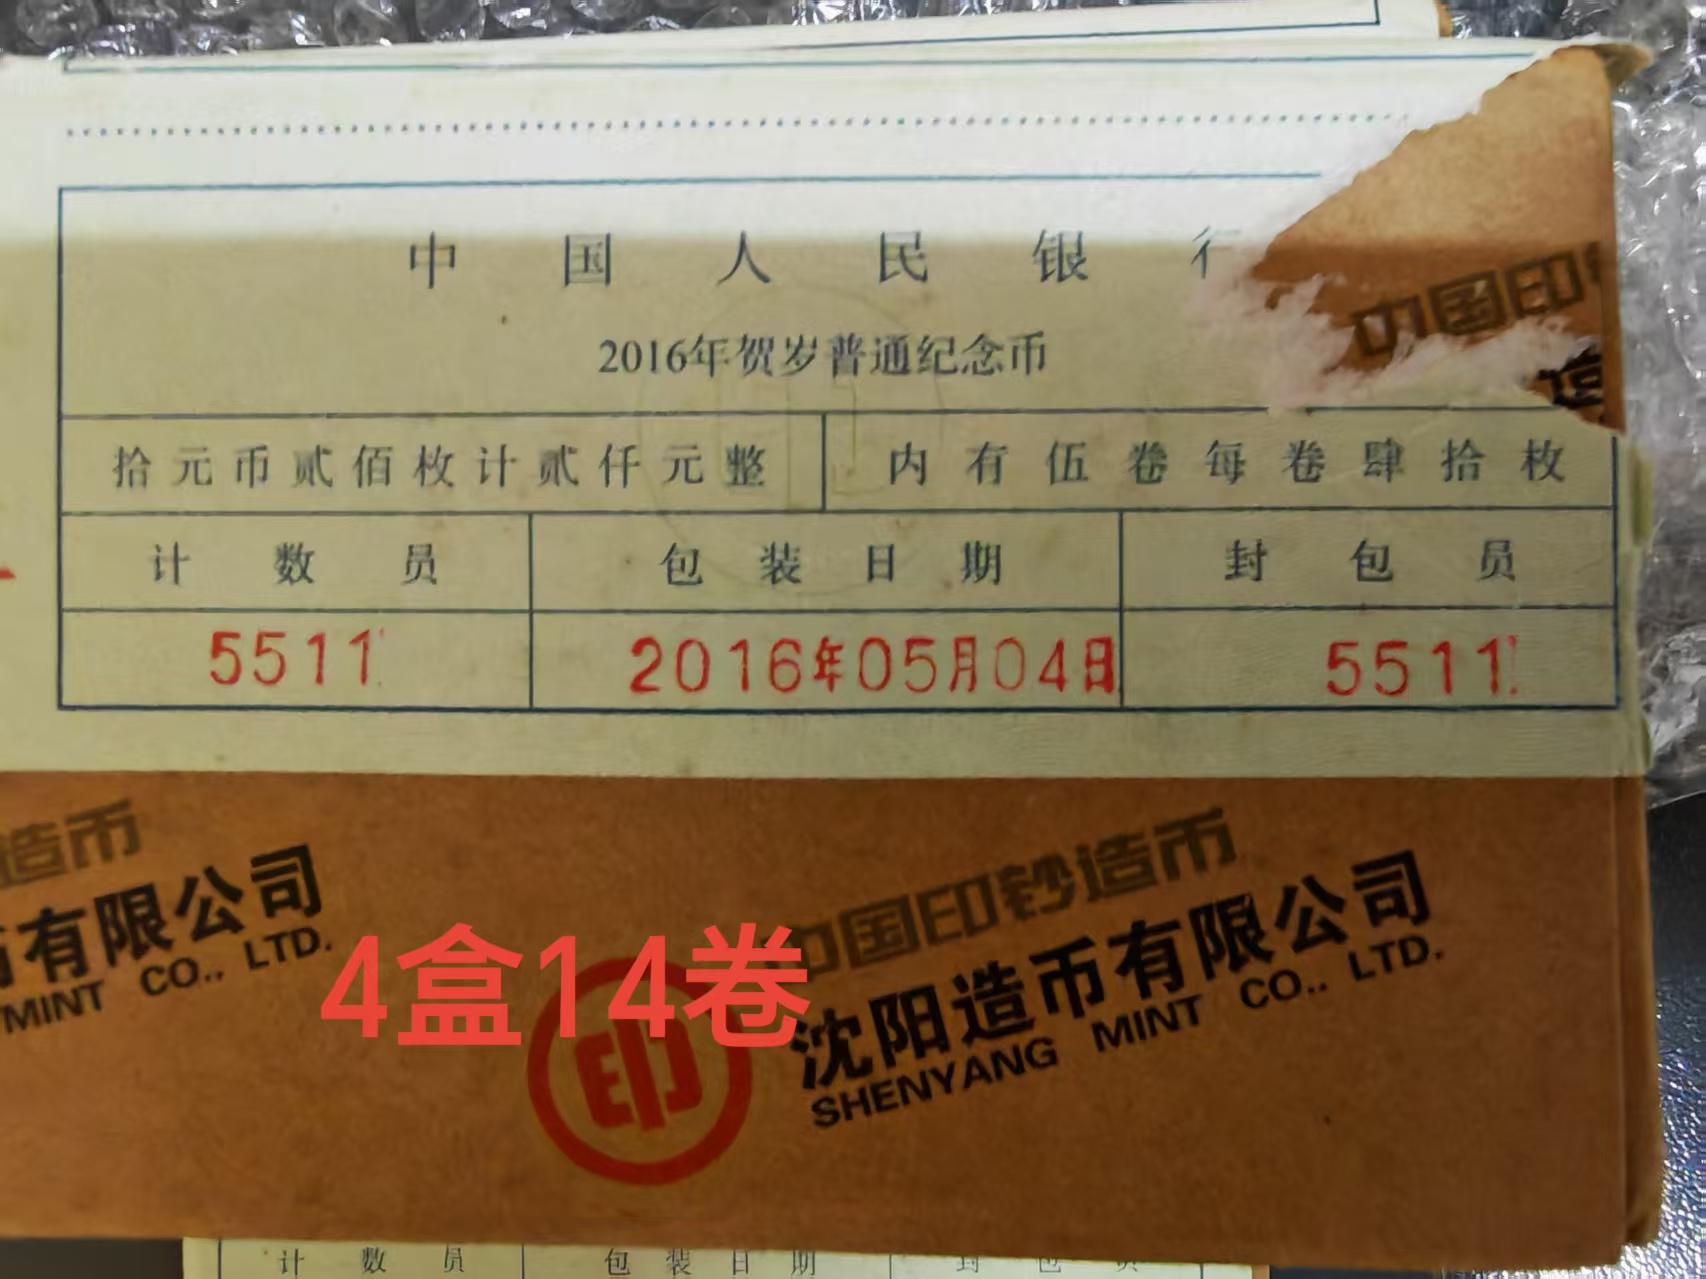 中国人民银行
2016年贺岁普通纪念币
拾元币贰佰枚计贰仟元整 内有伍卷每卷肆拾枚
计数员 包装日期 封包员
5511 2016年05月04日 5511
中国印
造
造币
有限公司
MINT CO., LTD.
4盒14卷
中国印钞造币
沈阳造币有限公司
SHENYANG MINT CO., LTD.
印
计数员 包装日期 封包员